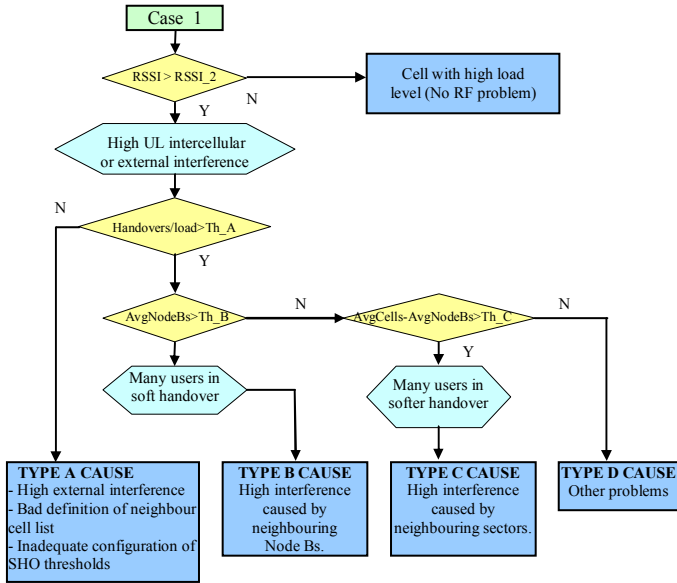 Case 1
RSSI > RSSI_2
N
Y
Cell with high load
level (No RF problem)
High UL intercellular
or external interference
N
Handovers/load>Th_A
Y
AvgNodeBs>Th_B
N
AvgCells-AvgNodeBs>Th_C
N
Y
Many users in
soft handover
Many users in
softer handover
TYPE A CAUSE
- High external interference
- Bad definition of neighbour
cell list
- Inadequate configuration of
SHO thresholds
TYPE B CAUSE
High interference
caused by
neighbouring
Node Bs.
TYPE C CAUSE
High interference
caused by
neighbouring sectors.
TYPE D CAUSE
Other problems